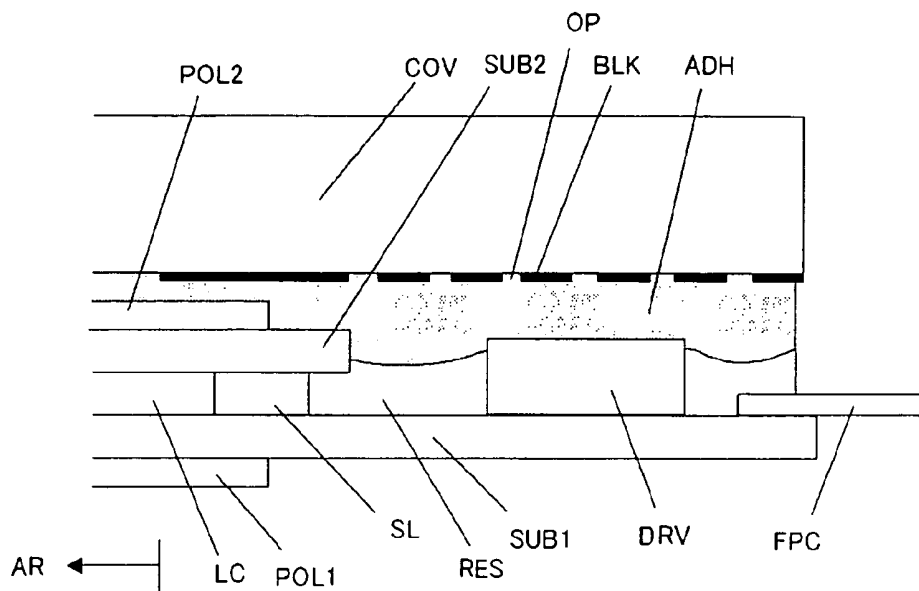 OP
POL2 COV SUB2 BLK ADH
AR LC POL1 SL RES SUB1 DRV FPC